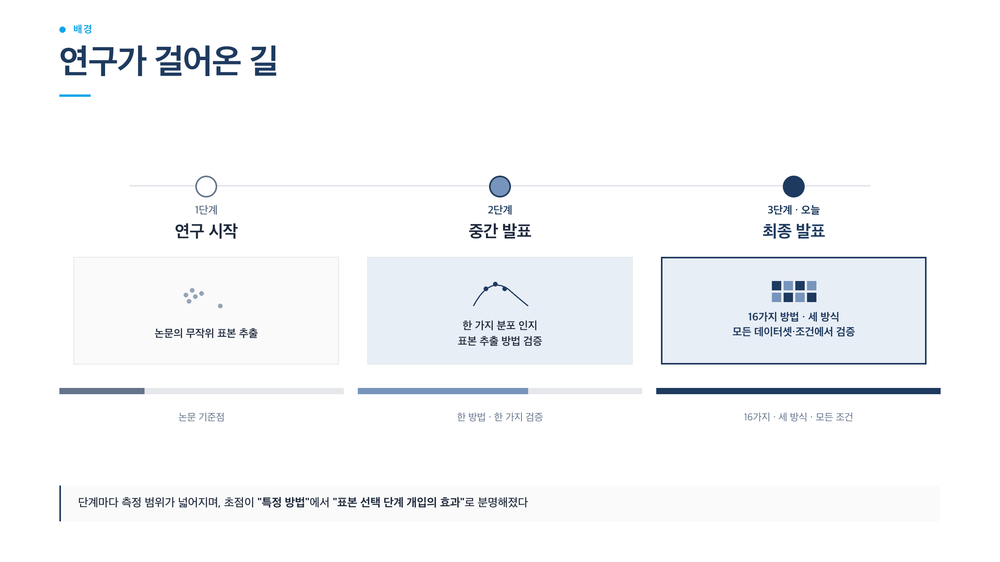 배경
연구가 걸어온 길
1단계
연구 시작
논문의 무작위 표본 추출
논문 기준점
2단계
중간 발표
한 가지 분포 인지
표본 추출 방법 검증
한 방법 · 한 가지 검증
3단계 · 오늘
최종 발표
16가지 방법 · 세 방식
모든 데이터셋·조건에서 검증
16가지 · 세 방식 · 모든 조건
단계마다 측정 범위가 넓어지며, 초점이 "특정 방법"에서 "표본 선택 단계 개입의 효과"로 분명해졌다